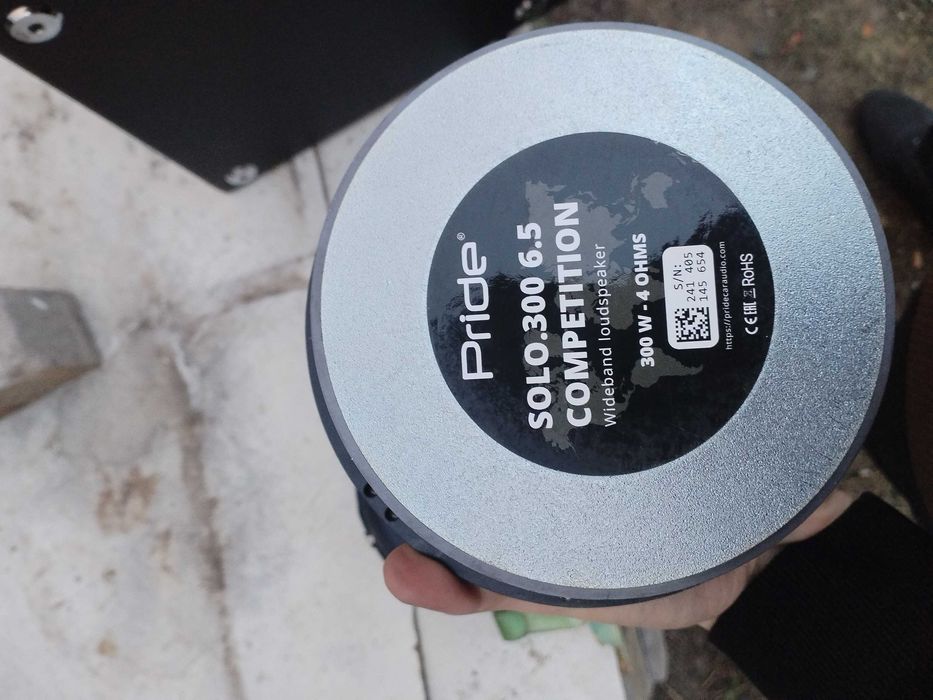 Pride®
SOLO.300 6.5
COMPETITION
Wideband loudspeaker
300 W - 4 OHMS
S/N:
241 405
145 654
https://pridecaraudio.com
CE EAC RoHS